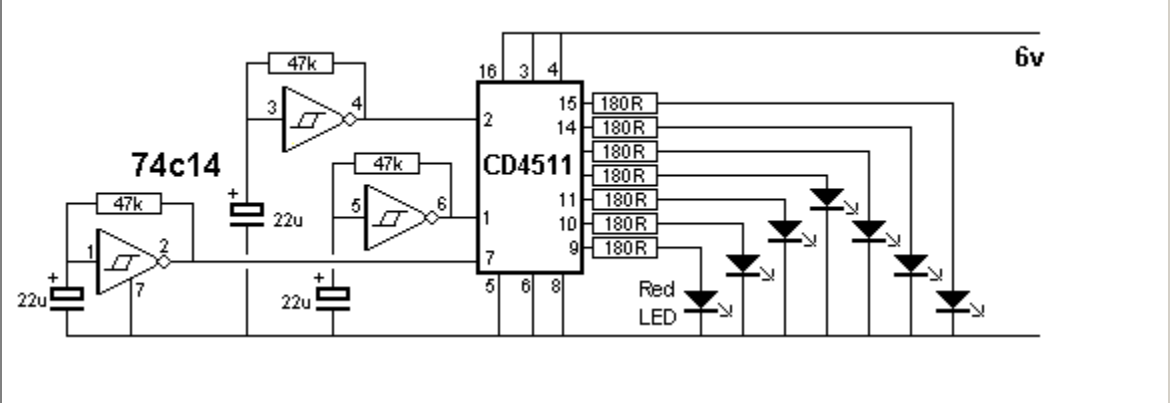 6v
47k
16 3 4
3 4
15 180R
14 180R
2
180R
47k
CD4511
74c14
180R
11 180R
47k
5 6
1
10 180R
+
22u
9 180R
1 2
7
+
22u
7
+
22u
5 6 8
Red
LED